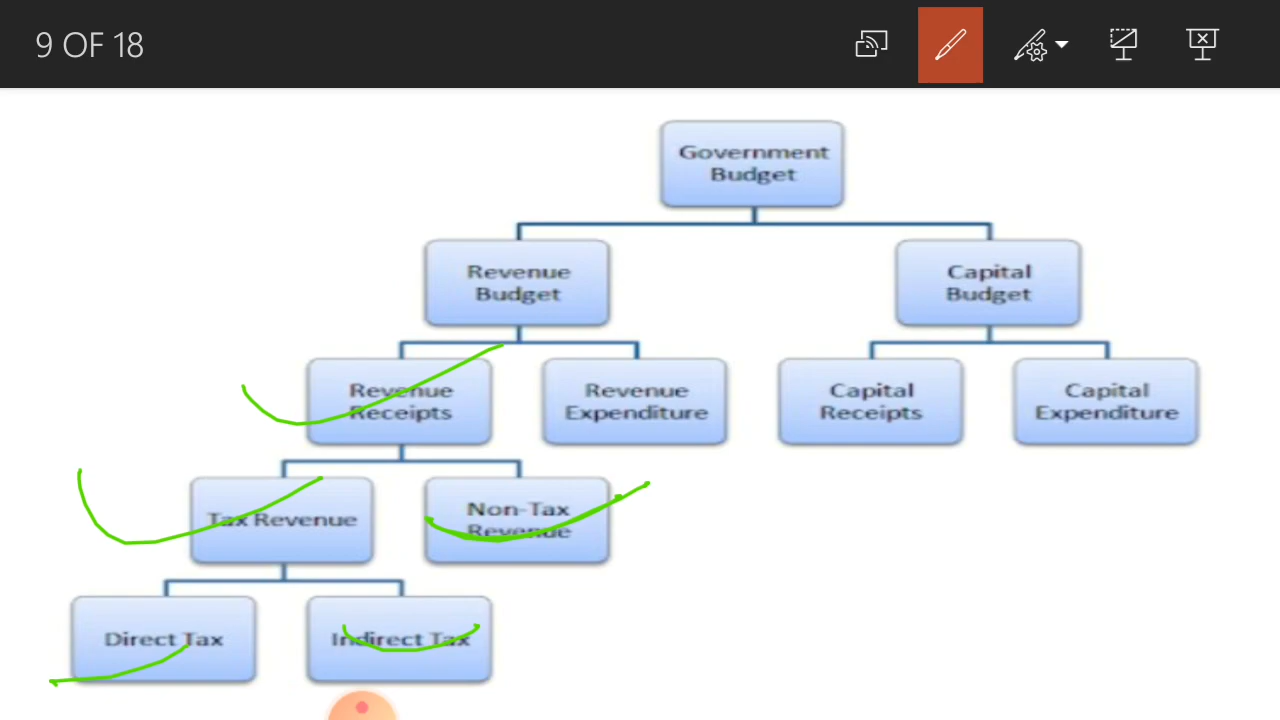 9 OF 18
Government
Budget
Revenue
Budget
Capital
Budget
Revenue
Receipts
Revenue
Expenditure
Capital
Receipts
Capital
Expenditure
Tax Revenue
Non-Tax
Revenue
Direct Tax
Indirect Tax